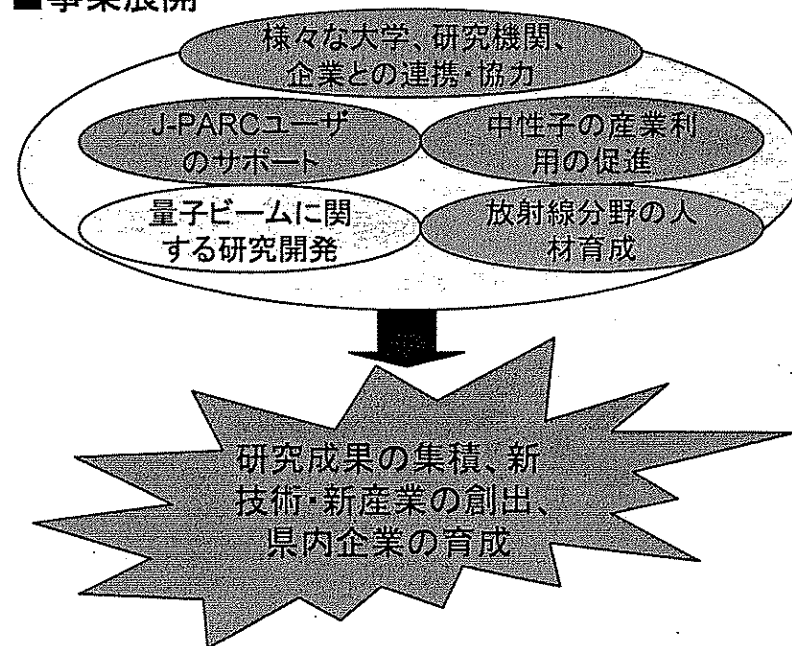 ■事業展開
様々な大学、研究機関、
企業との連携・協力
J-PARCユーザ
のサポート
中性子の産業利
用の促進
量子ビームに関
する研究開発
放射線分野の人
材育成
研究成果の集積、新
技術・新産業の創出、
県内企業の育成